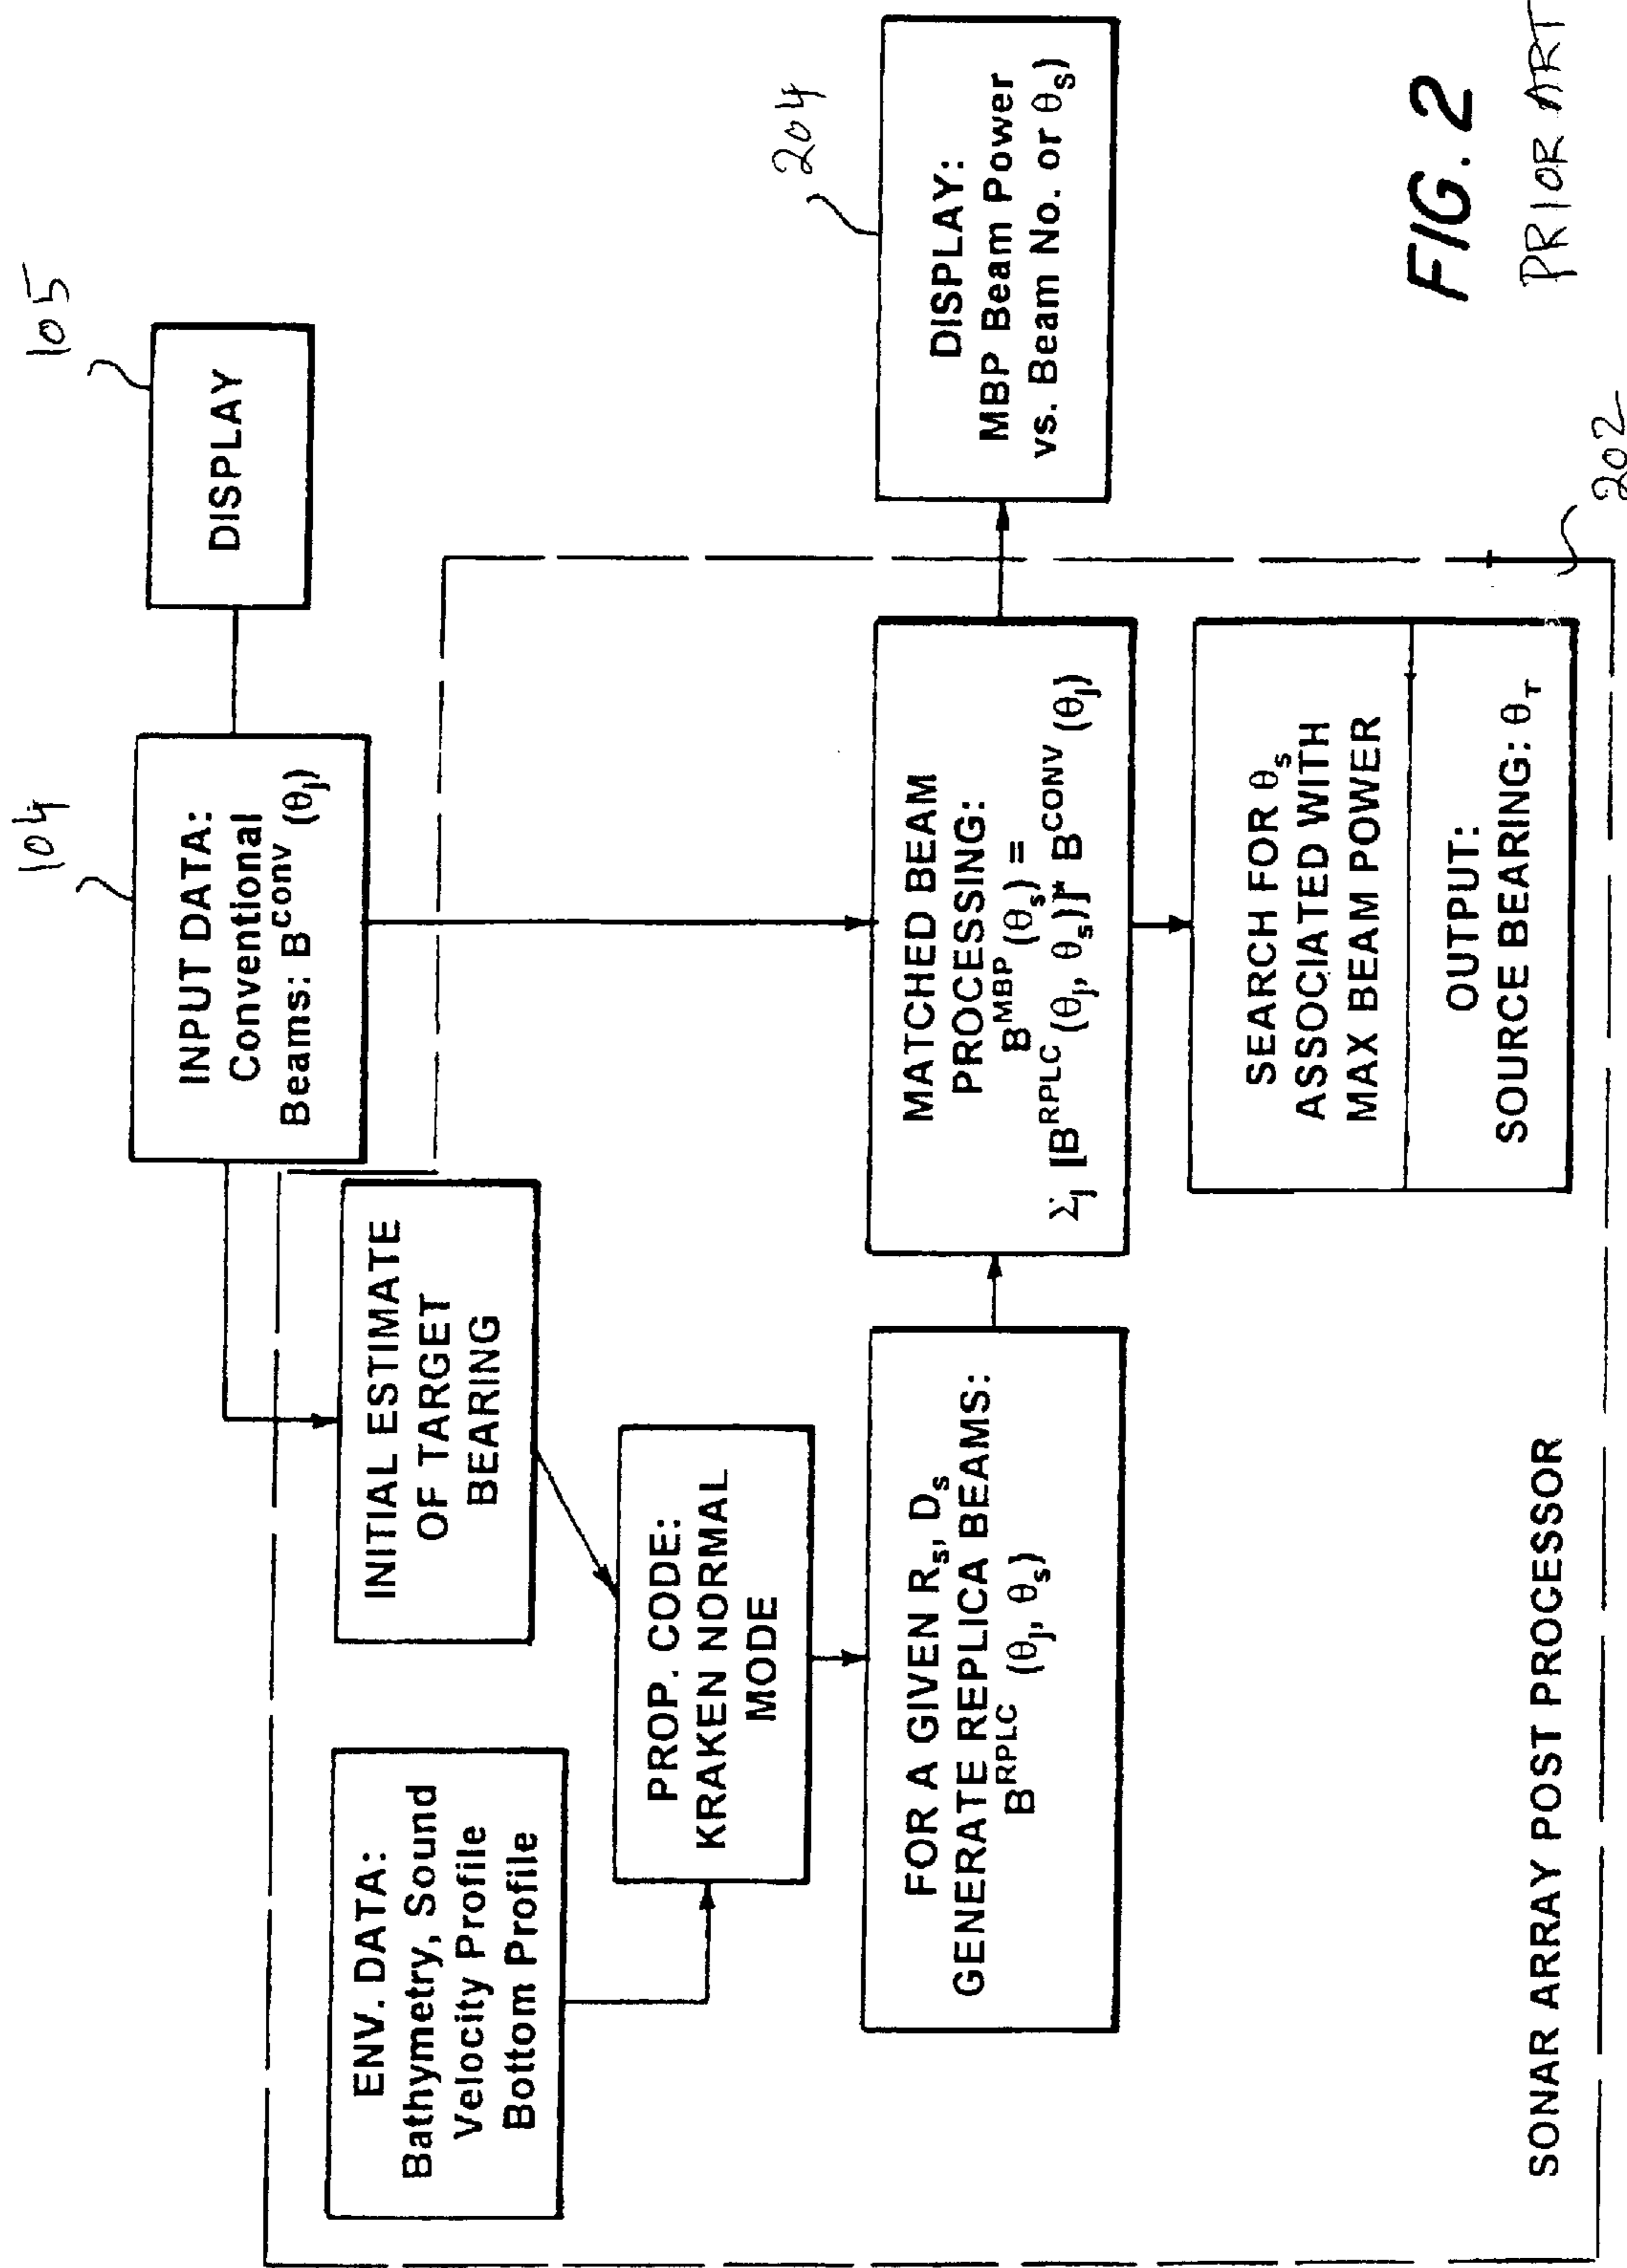 104
INPUT DATA:
Conventional
Beams: B^CONV (θ_j)
105
DISPLAY
ENV. DATA:
Bathymetry, Sound
Velocity Profile
Bottom Profile
INITIAL ESTIMATE
OF TARGET
BEARING
PROP. CODE:
KRAKEN NORMAL
MODE
FOR A GIVEN R_s, D_s
GENERATE REPLICA BEAMS:
B^RPLC (θ_j, θ_s)
MATCHED BEAM
PROCESSING:
B^MBP (θ_s) =
Σ_j [B^RPLC (θ_j, θ_s)]* B^CONV (θ_j)
204
DISPLAY:
MBP Beam Power
vs. Beam No. or θ_s)
SEARCH FOR θ_s
ASSOCIATED WITH
MAX BEAM POWER
OUTPUT:
SOURCE BEARING: θ_T
SONAR ARRAY POST PROCESSOR
202
FIG. 2
PRIOR ART